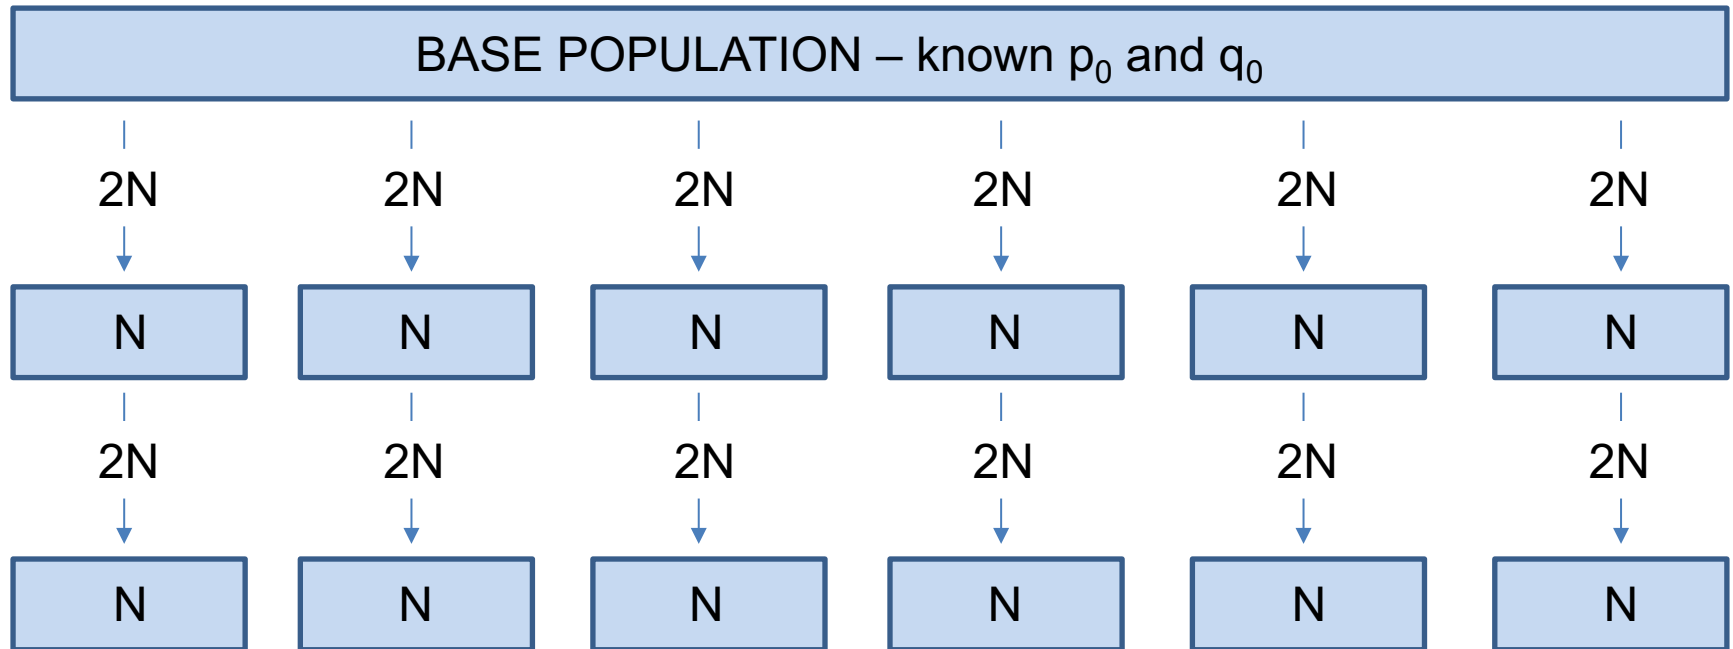 BASE POPULATION – known p₀ and q₀
2N 2N 2N 2N 2N 2N
N N N N N N
2N 2N 2N 2N 2N 2N
N N N N N N